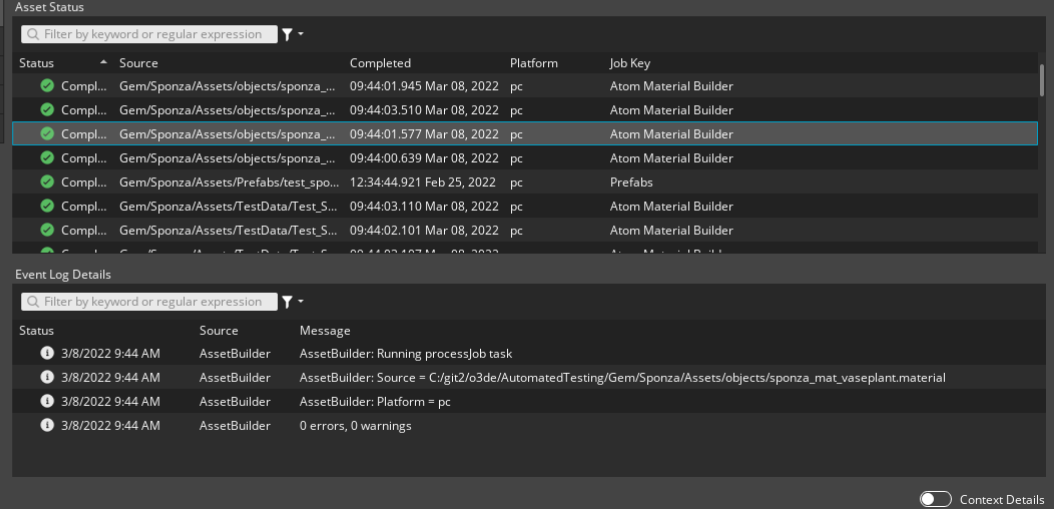 Asset Status
Filter by keyword or regular expression
Status Source Completed Platform Job Key
Compl... Gem/Sponza/Assets/objects/sponza_... 09:44:01.945 Mar 08, 2022 pc Atom Material Builder
Compl... Gem/Sponza/Assets/objects/sponza_... 09:44:03.510 Mar 08, 2022 pc Atom Material Builder
Compl... Gem/Sponza/Assets/objects/sponza_... 09:44:01.577 Mar 08, 2022 pc Atom Material Builder
Compl... Gem/Sponza/Assets/objects/sponza_... 09:44:00.639 Mar 08, 2022 pc Atom Material Builder
Compl... Gem/Sponza/Assets/Prefabs/test_spo... 12:34:44.921 Feb 25, 2022 pc Prefabs
Compl... Gem/Sponza/Assets/TestData/Test_S... 09:44:03.110 Mar 08, 2022 pc Atom Material Builder
Compl... Gem/Sponza/Assets/TestData/Test_S... 09:44:02.101 Mar 08, 2022 pc Atom Material Builder
Event Log Details
Filter by keyword or regular expression
Status Source Message
3/8/2022 9:44 AM AssetBuilder AssetBuilder: Running processJob task
3/8/2022 9:44 AM AssetBuilder AssetBuilder: Source = C:/git2/o3de/AutomatedTesting/Gem/Sponza/Assets/objects/sponza_mat_vaseplant.material
3/8/2022 9:44 AM AssetBuilder AssetBuilder: Platform = pc
3/8/2022 9:44 AM AssetBuilder 0 errors, 0 warnings
Context Details